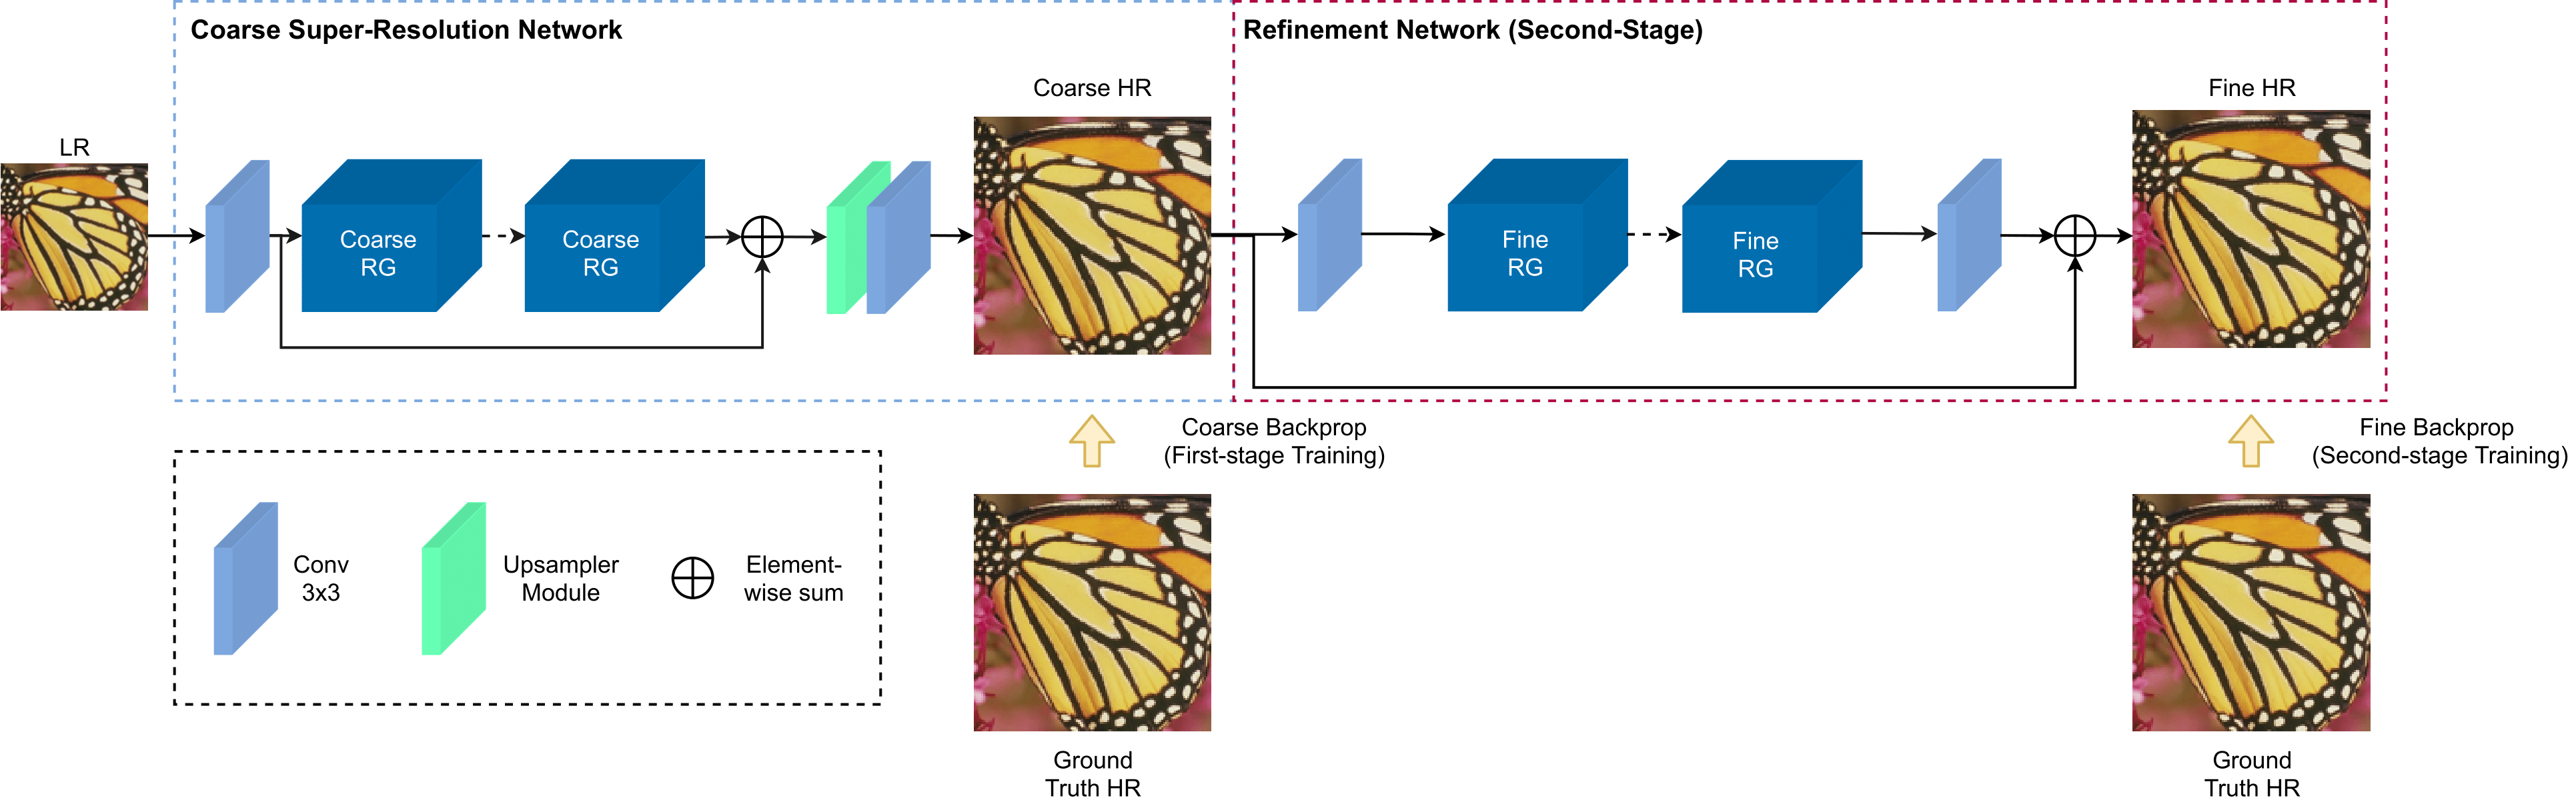 Coarse Super-Resolution Network
Refinement Network (Second-Stage)
LR
Coarse HR
Fine HR
Coarse
RG
Coarse
RG
Fine
RG
Fine
RG
Coarse Backprop
(First-stage Training)
Fine Backprop
(Second-stage Training)
Conv
3x3
Upsampler
Module
Element-
wise sum
Ground
Truth HR
Ground
Truth HR